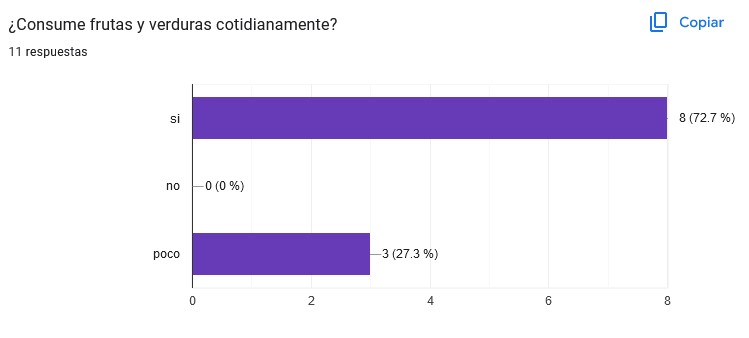 ¿Consume frutas y verduras cotidianamente?
Copiar
11 respuestas
si
8 (72.7 %)
no
0 (0 %)
poco
3 (27.3 %)
0 2 4 6 8